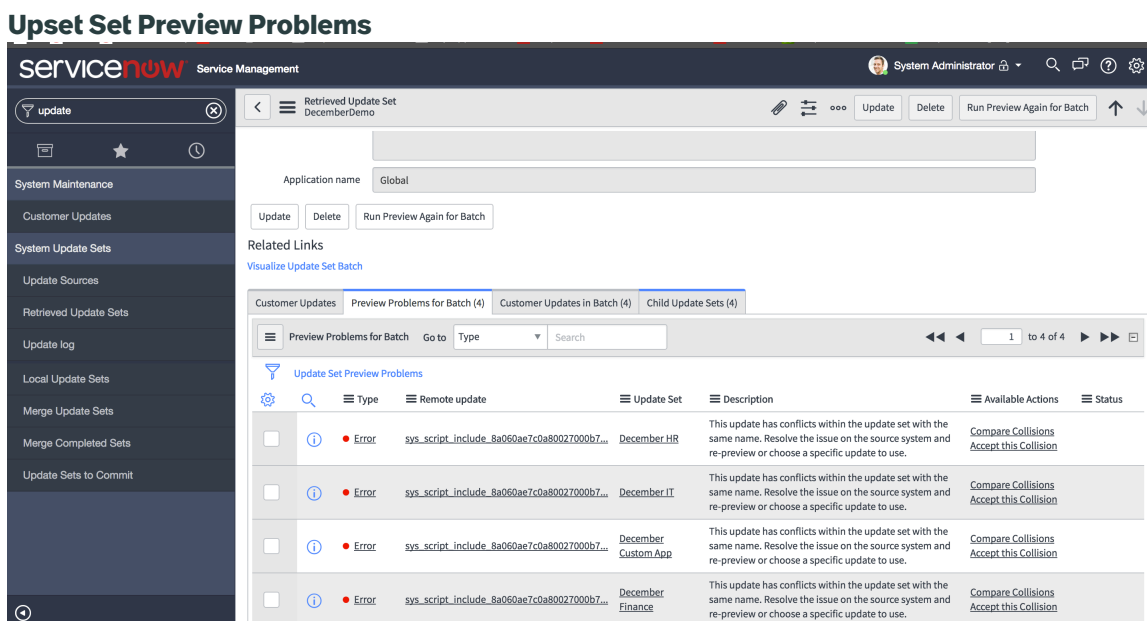 Upset Set Preview Problems
servicenow Service Management
System Administrator
update
Retrieved Update Set
DecemberDemo
Update Delete Run Preview Again for Batch
System Maintenance
Customer Updates
System Update Sets
Update Sources
Retrieved Update Sets
Update log
Local Update Sets
Merge Update Sets
Merge Completed Sets
Update Sets to Commit
Application name Global
Update Delete Run Preview Again for Batch
Related Links
Visualize Update Set Batch
Customer Updates Preview Problems for Batch (4) Customer Updates in Batch (4) Child Update Sets (4)
Preview Problems for Batch Go to Type Search 1 to 4 of 4
Update Set Preview Problems
Type Remote update Update Set Description Available Actions Status
Error sys_script_include_8a060ae7c0a80027000b7... December HR
This update has conflicts within the update set with the
same name. Resolve the issue on the source system and
re-preview or choose a specific update to use.
Compare Collisions
Accept this Collision
Error sys_script_include_8a060ae7c0a80027000b7... December IT
This update has conflicts within the update set with the
same name. Resolve the issue on the source system and
re-preview or choose a specific update to use.
Compare Collisions
Accept this Collision
Error sys_script_include_8a060ae7c0a80027000b7...
December
Custom App
This update has conflicts within the update set with the
same name. Resolve the issue on the source system and
re-preview or choose a specific update to use.
Compare Collisions
Accept this Collision
Error sys_script_include_8a060ae7c0a80027000b7...
December
Finance
This update has conflicts within the update set with the
same name. Resolve the issue on the source system and
re-preview or choose a specific update to use.
Compare Collisions
Accept this Collision